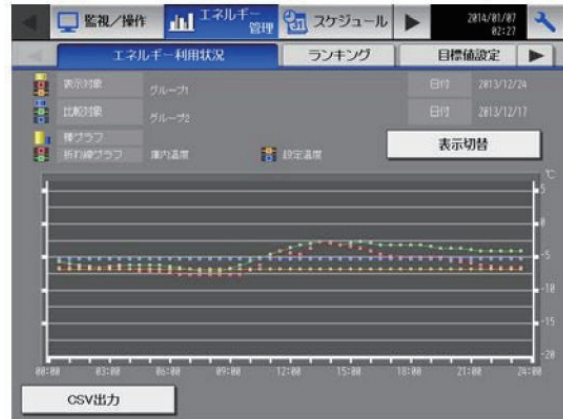 監視／操作
エネルギー
管理
スケジュール
2014/01/07
02:27
エネルギー利用状況
ランキング
目標値設定
表示対象
グループ1
日付
2013/12/24
比較対象
グループ2
日付
2013/12/17
棒グラフ
折れ線グラフ
庫内温度
設定温度
表示切替
℃
5
0
-5
-10
-15
-20
00:00 03:00 06:00 09:00 12:00 15:00 18:00 21:00 24:00
CSV出力